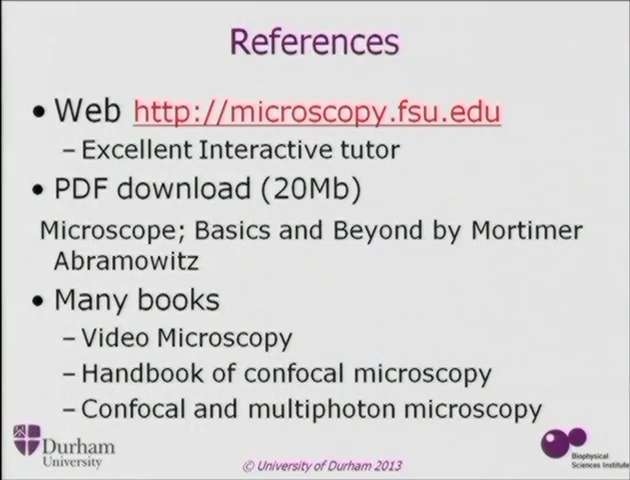 References
• Web http://microscopy.fsu.edu
– Excellent Interactive tutor
• PDF download (20Mb)
Microscope; Basics and Beyond by Mortimer
Abramowitz
• Many books
– Video Microscopy
– Handbook of confocal microscopy
– Confocal and multiphoton microscopy
Durham
University
© University of Durham 2013
Biophysical
Sciences Institute